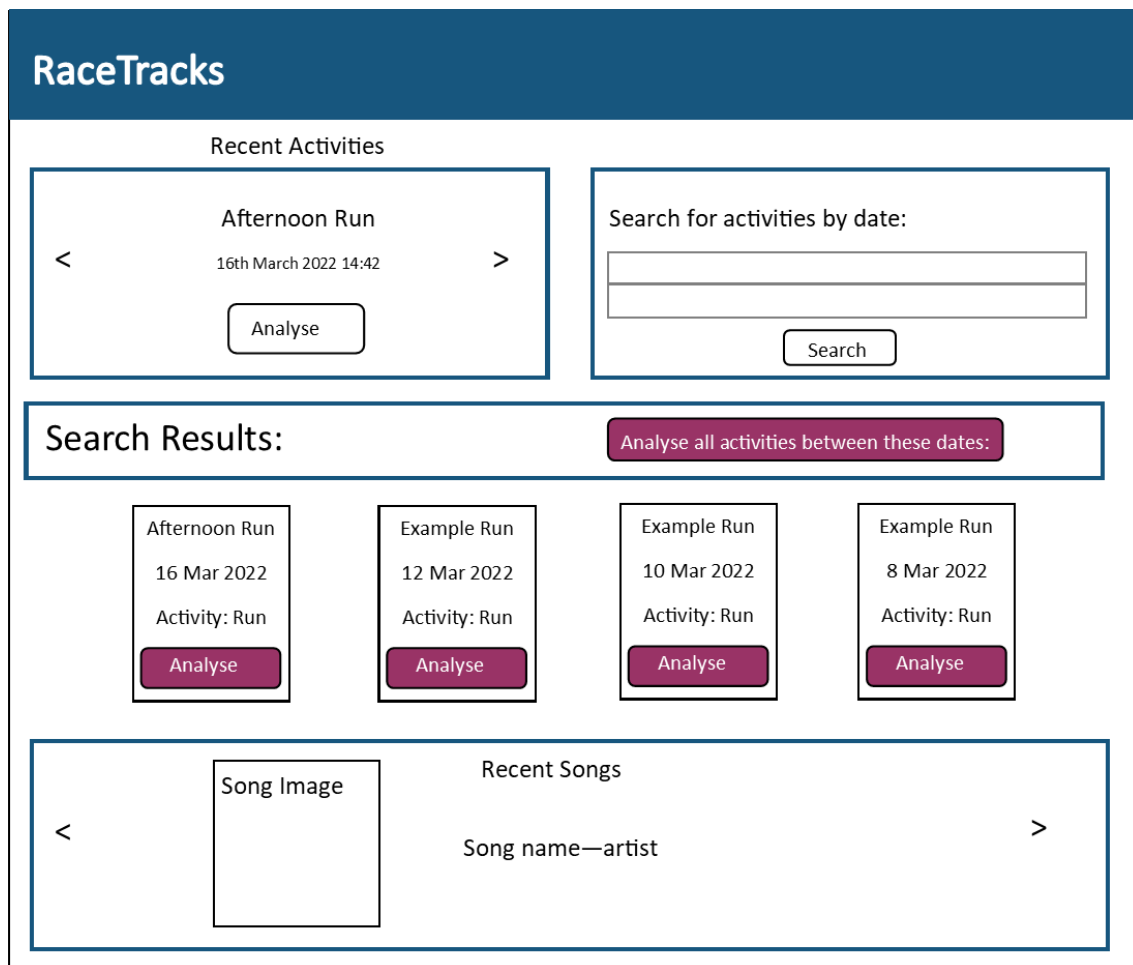 RaceTracks
Recent Activities
Afternoon Run
<
16th March 2022 14:42
>
Analyse
Search for activities by date:
Search
Search Results:
Analyse all activities between these dates:
Afternoon Run
16 Mar 2022
Activity: Run
Analyse
Example Run
12 Mar 2022
Activity: Run
Analyse
Example Run
10 Mar 2022
Activity: Run
Analyse
Example Run
8 Mar 2022
Activity: Run
Analyse
Recent Songs
Song Image
<
Song name—artist
>